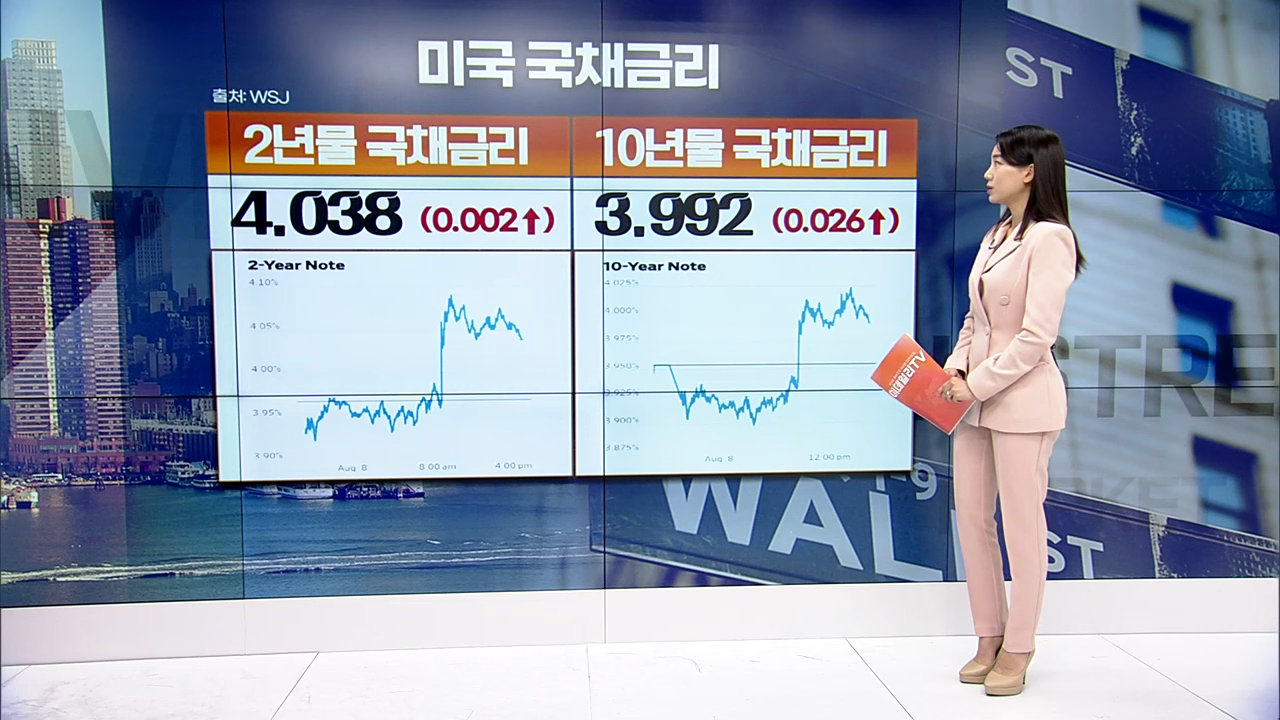 미국 국채금리
출처: WSJ
2년물 국채금리
10년물 국채금리
4.038 (0.002↑)
3.992 (0.026↑)
2-Year Note
4.10%
4.05%
4.00%
3.95%
3.90%
Aug 8
8:00 am
4:00 pm
10-Year Note
4.025%
4.000%
3.975%
3.950%
3.925%
3.900%
3.875%
Aug 8
12:00 pm
이데일리TV
ST
STRE
MARKET
1-9
WALL
ST